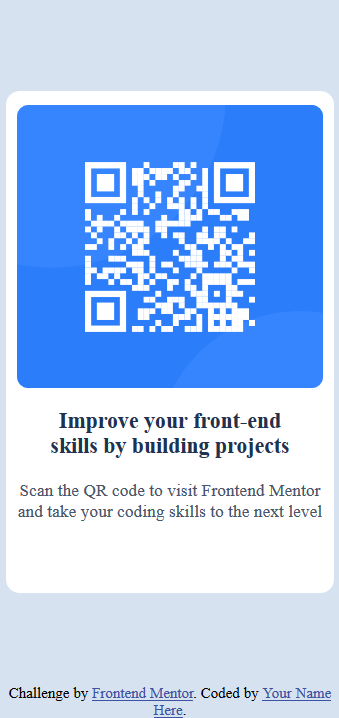 Improve your front-end
skills by building projects
Scan the QR code to visit Frontend Mentor
and take your coding skills to the next level
Challenge by Frontend Mentor. Coded by Your Name
Here.